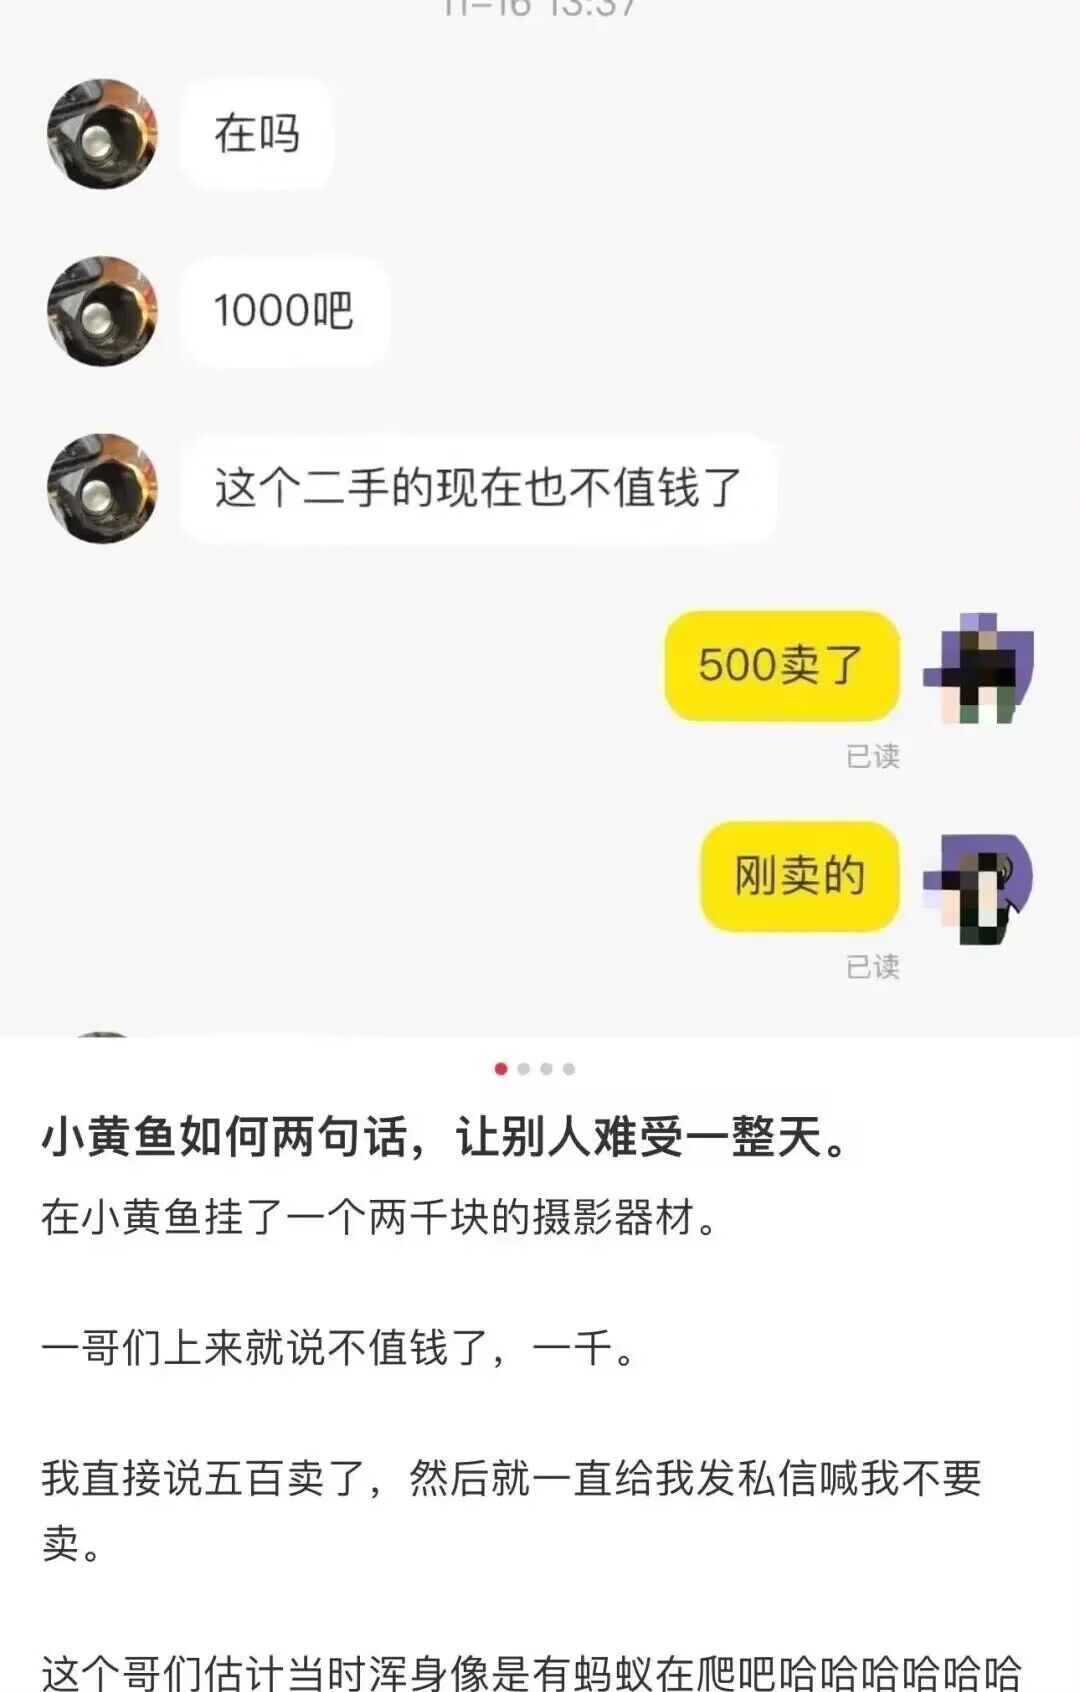 11-16 13:37
在吗
1000吧
这个二手的现在也不值钱了
500卖了
已读
刚卖的
已读
小黄鱼如何两句话，让别人难受一整天。
在小黄鱼挂了一个两千块的摄影器材。
一哥们上来就说不值钱了，一千。
我直接说五百卖了，然后就一直给我发私信喊我不要
卖。
这个哥们估计当时浑身像是有蚂蚁在爬吧哈哈哈哈哈哈